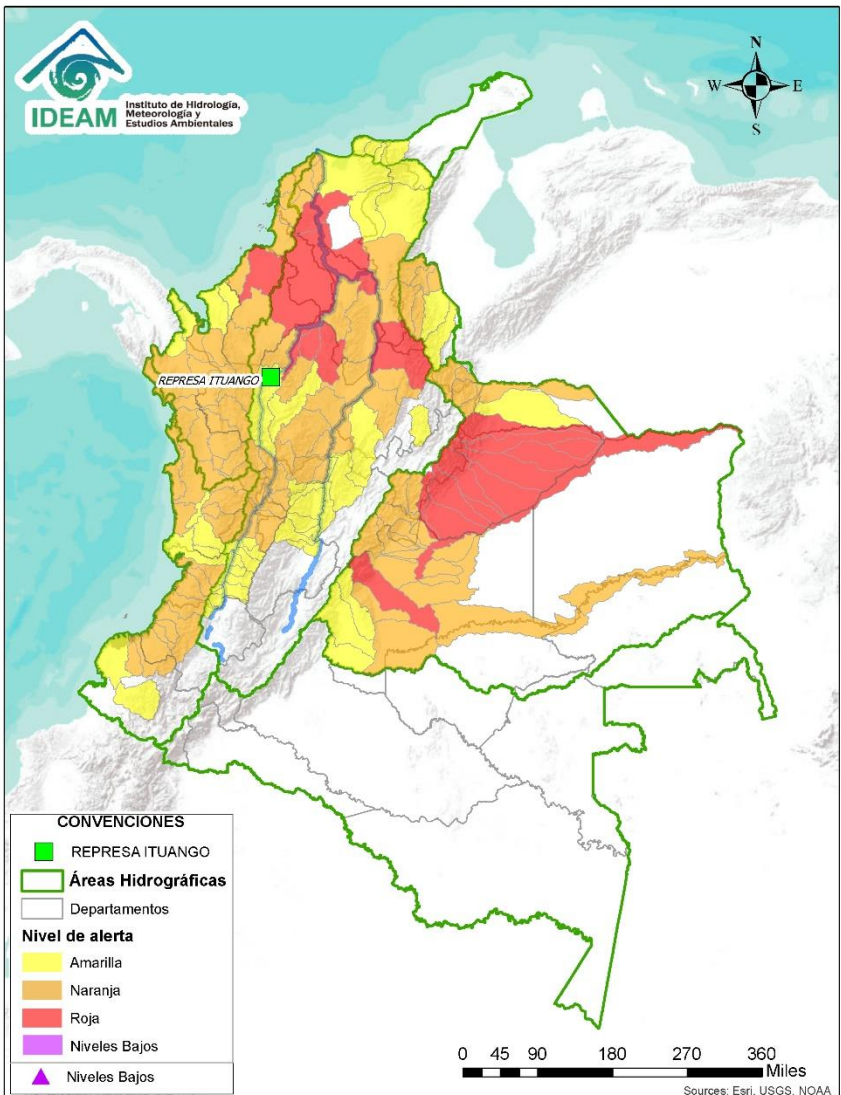 IDEAM
Instituto de Hidrología,
Meteorología y
Estudios Ambientales
N
W E
S
REPRESA ITUANGO
CONVENCIONES
REPRESA ITUANGO
Áreas Hidrográficas
Departamentos
Nivel de alerta
Amarilla
Naranja
Roja
Niveles Bajos
Niveles Bajos
0 45 90 180 270 360
Miles
Sources: Esri, USGS, NOAA